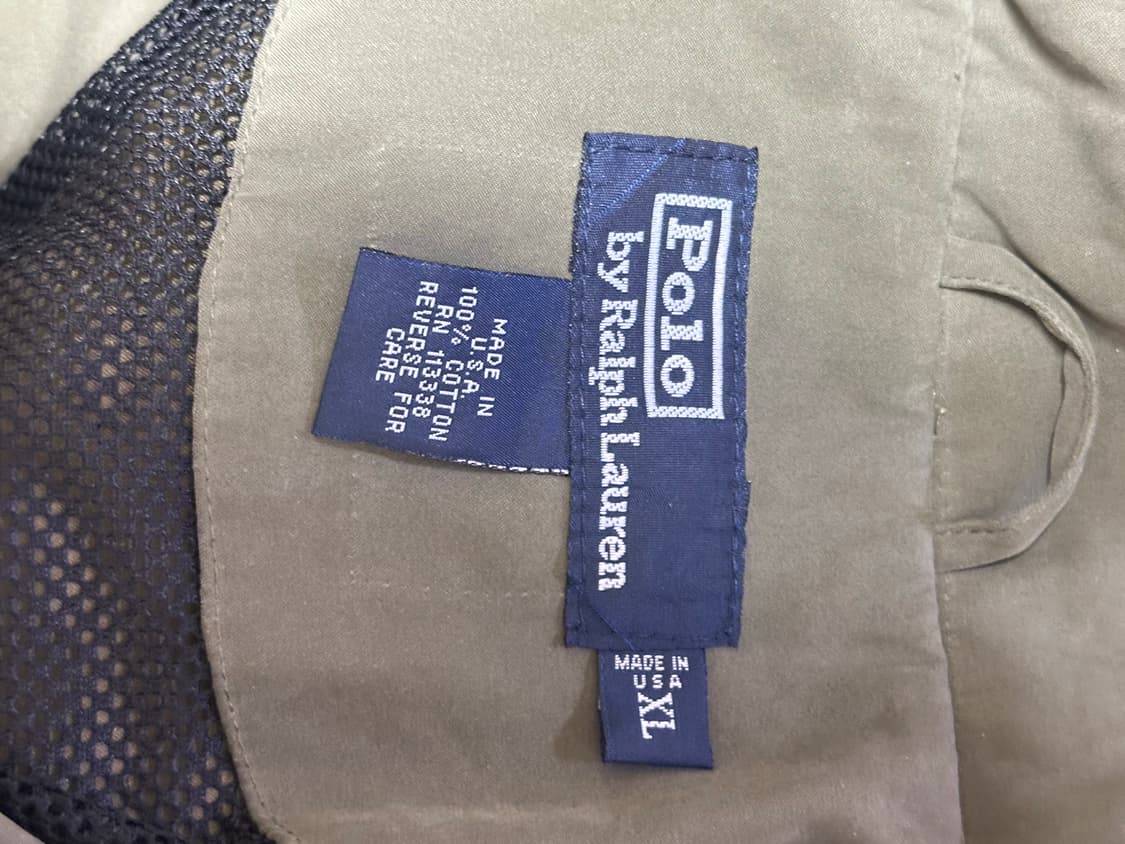 Polo
by Ralph Lauren
MADE IN
U.S.A.
100% COTTON
RN 113338
REVERSE FOR
CARE
MADE IN
USA
XL